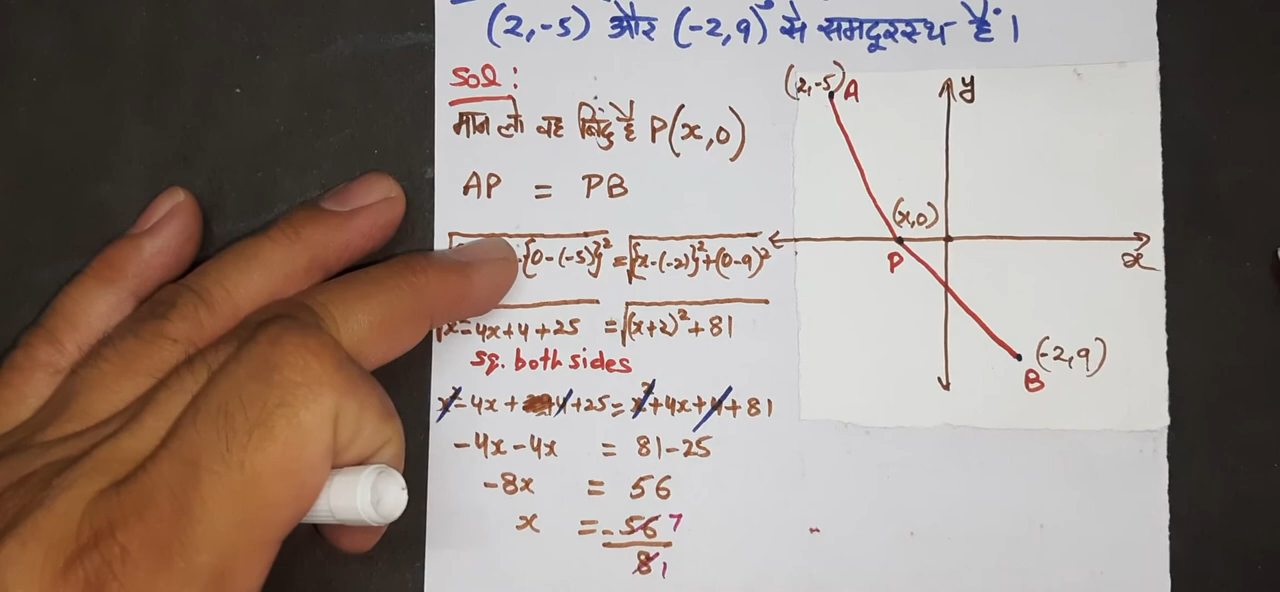 (2,-5) और (-2,9) से समदूरस्थ हैं।
Sol:
मान लो वह बिंदु है P(x,0)
AP = PB
{0-(-5)}² = √{x-(-2)}²+(0-9)²
4x+4+25 = √(x+2)²+81
Sq. both sides
x²-4x+4+25=x²+4x+4+81
-4x-4x = 81-25
-8x = 56
x = -56 7
8 1
(2,-5) A
y
(x,0)
P
x
(-2,9)
B